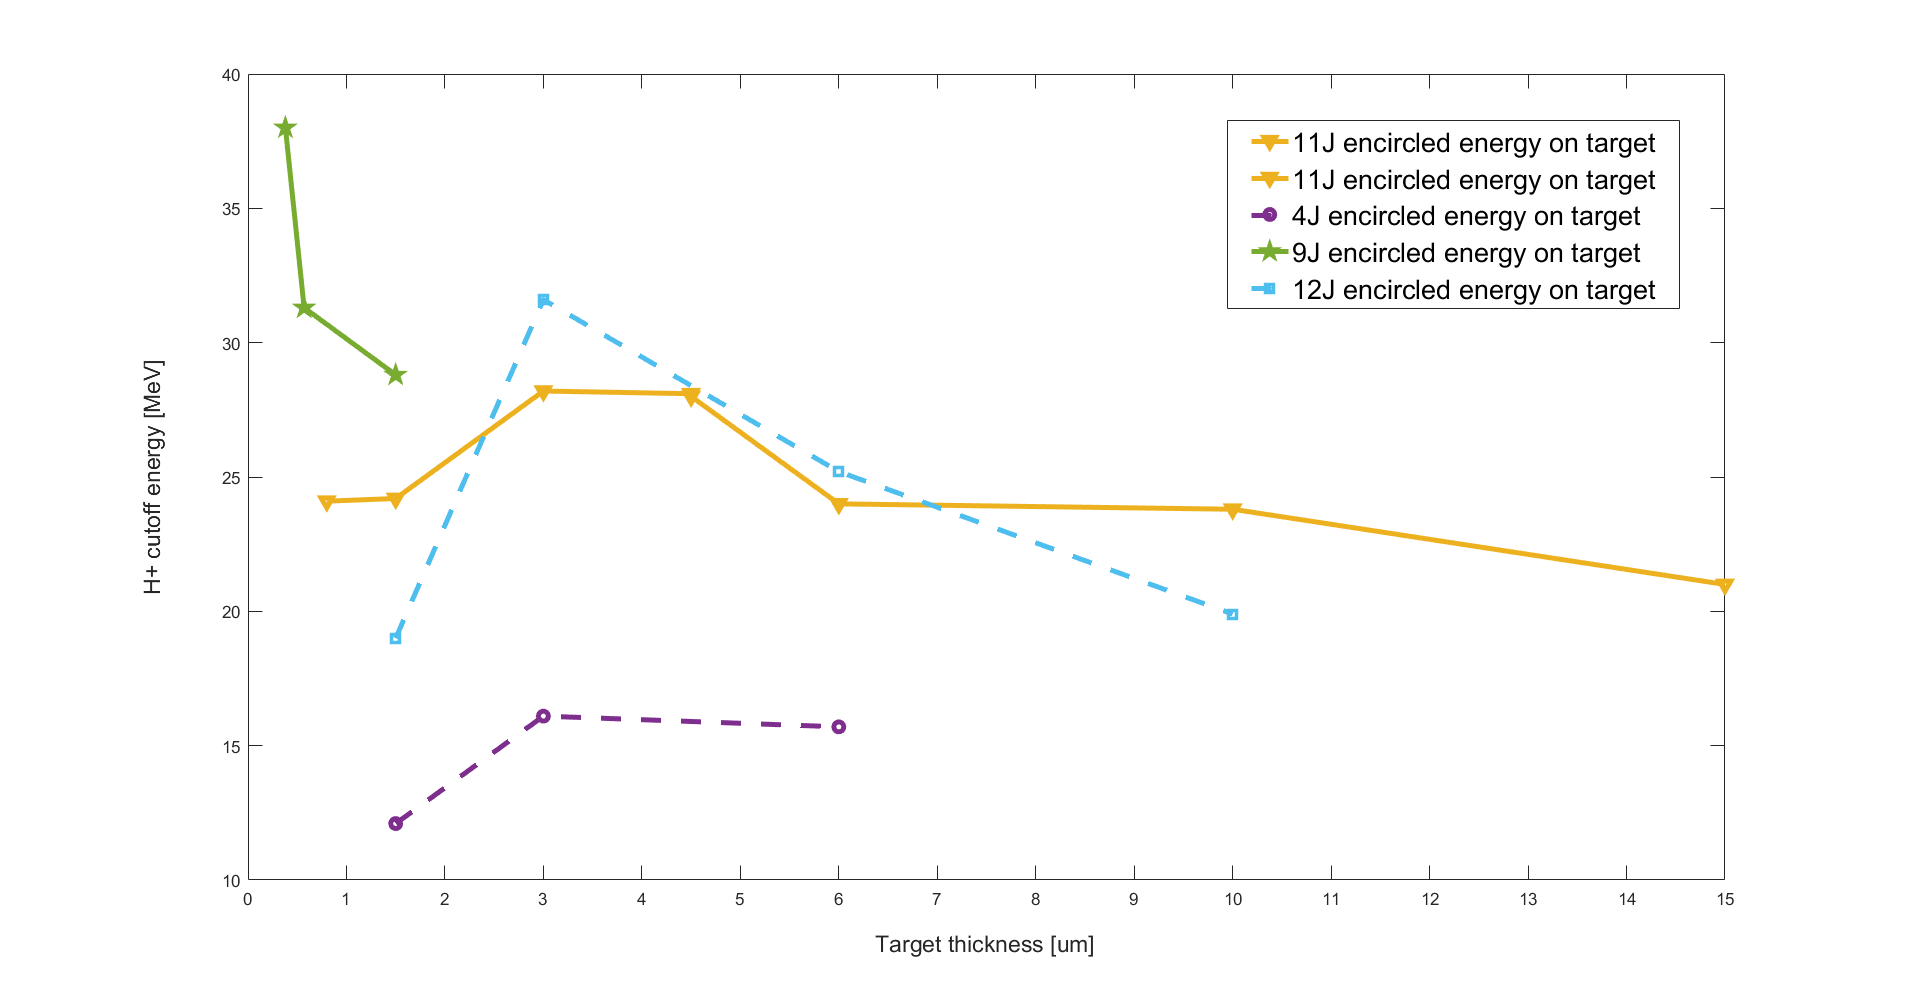 40
35
30
25
20
15
10
H+ cutoff energy [MeV]
11J encircled energy on target
11J encircled energy on target
4J encircled energy on target
9J encircled energy on target
12J encircled energy on target
0 1 2 3 4 5 6 7 8 9 10 11 12 13 14 15
Target thickness [um]